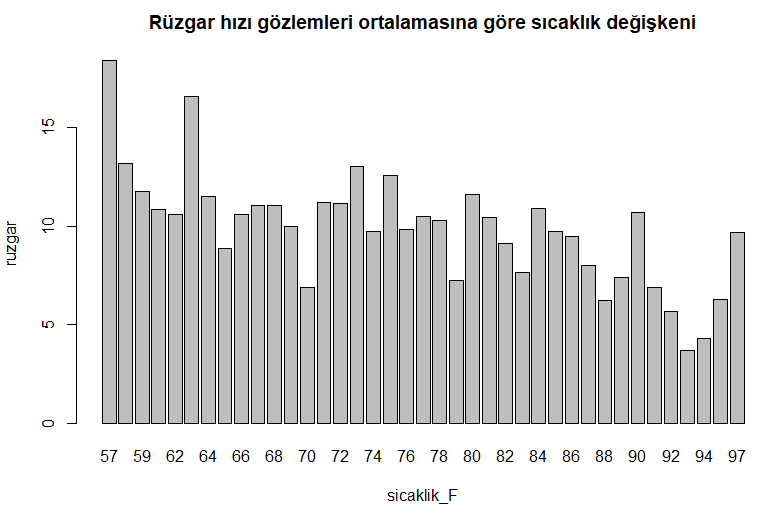 Rüzgar hızı gözlemleri ortalamasına göre sıcaklık değişkeni
15
10
5
0
ruzgar
57 59 62 64 66 68 70 72 74 76 78 80 82 84 86 88 90 92 94 97
sicaklik_F